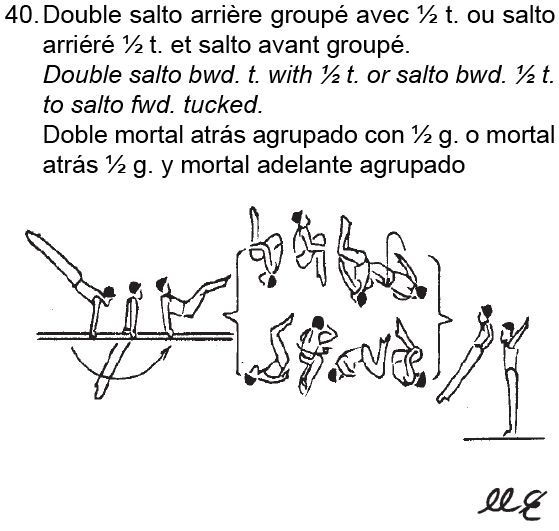 40. Double salto arrière groupé avec ½ t. ou salto
arriéré ½ t. et salto avant groupé.
Double salto bwd. t. with ½ t. or salto bwd. ½ t.
to salto fwd. tucked.
Doble mortal atrás agrupado con ½ g. o mortal
atrás ½ g. y mortal adelante agrupado